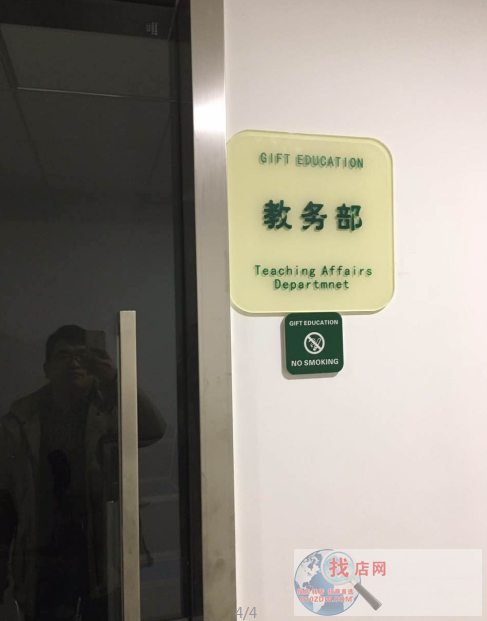 GIFT EDUCATION
教务部
Teaching Affairs
Departmnet
GIFT EDUCATION
NO SMOKING
找店网
4/4